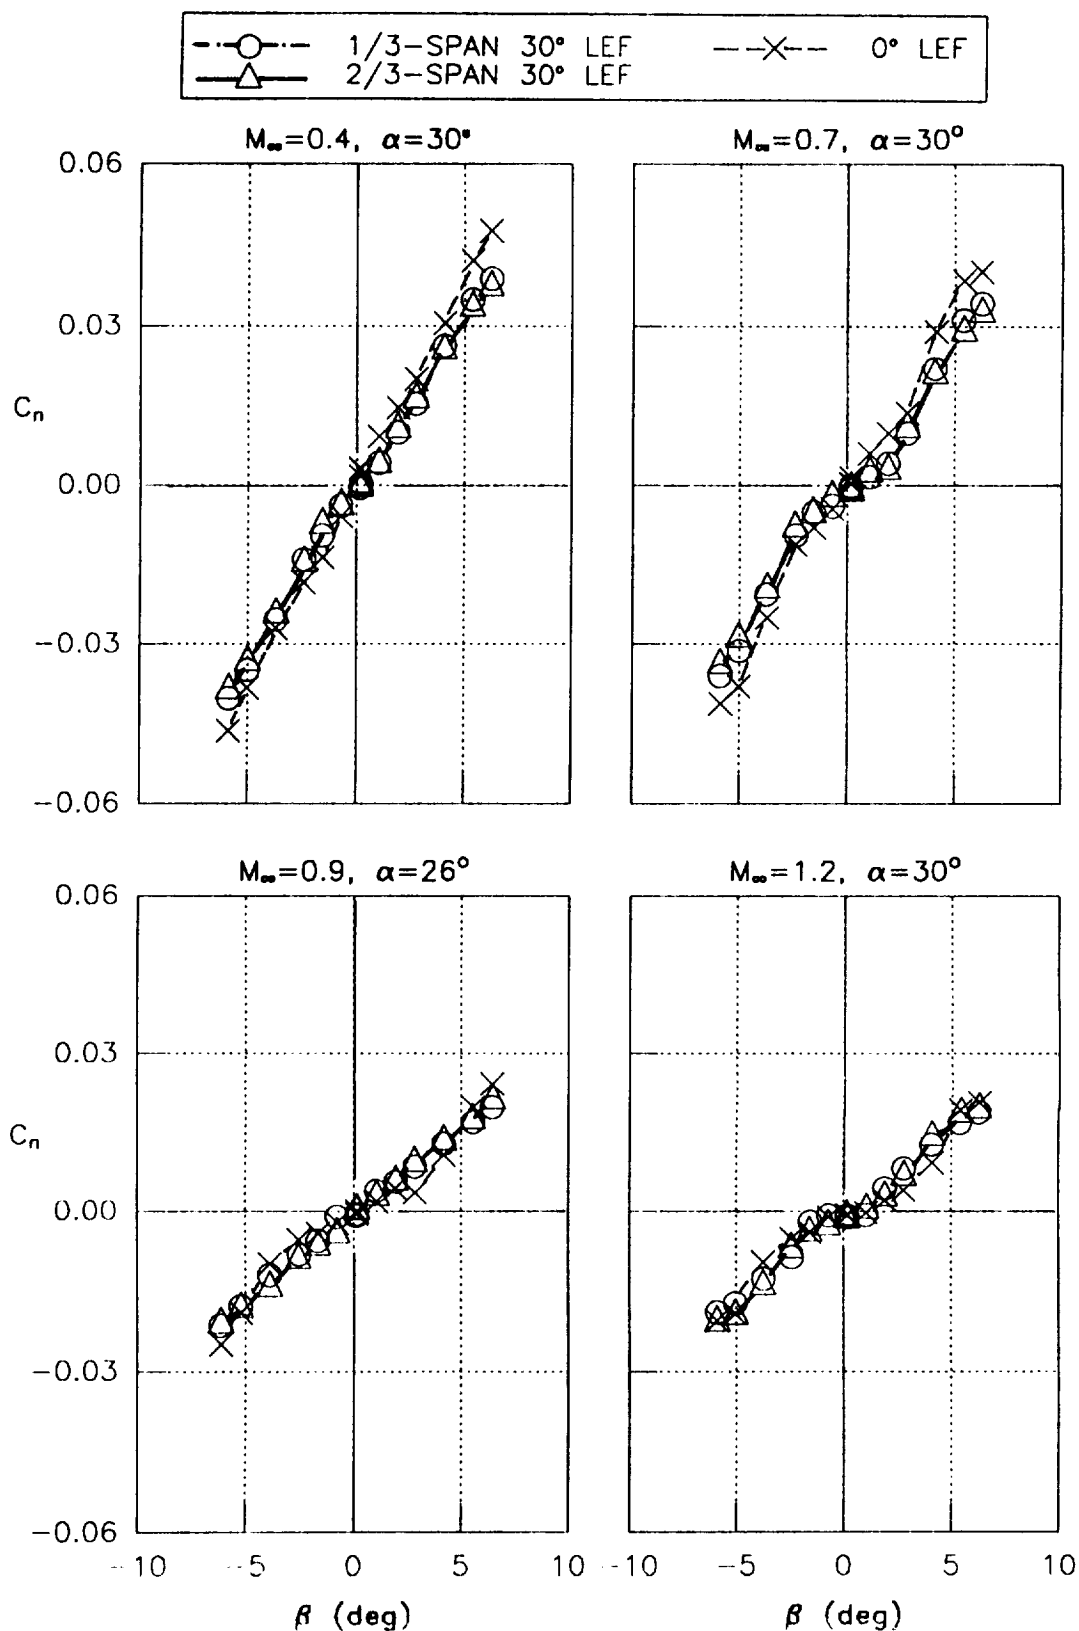 1/3-SPAN 30° LEF
0° LEF
2/3-SPAN 30° LEF
M∞=0.4, α=30°
M∞=0.7, α=30°
0.06
0.03
Cn
0.00
-0.03
-0.06
M∞=0.9, α=26°
M∞=1.2, α=30°
0.06
0.03
Cn
0.00
-0.03
-0.06
-10 -5 0 5 10 -10 -5 0 5 10
β (deg)
β (deg)